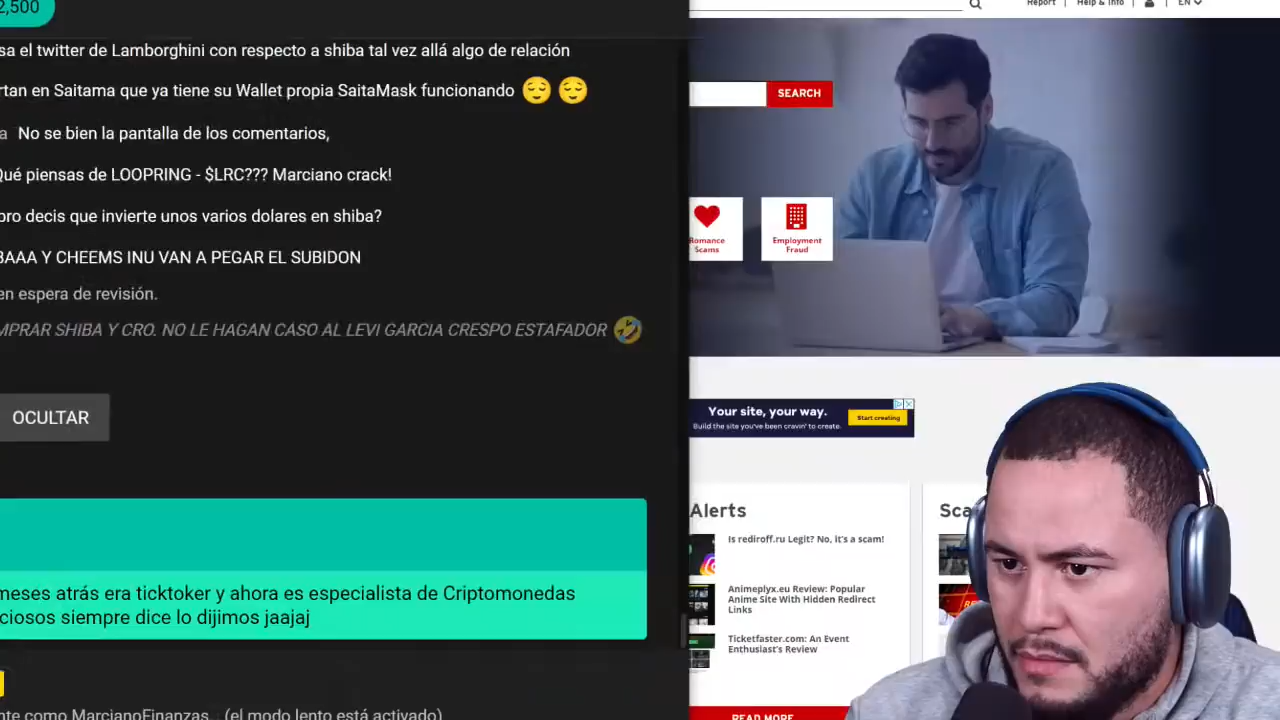 2,500
sa el twitter de Lamborghini con respecto a shiba tal vez allá algo de relación
rtan en Saitama que ya tiene su Wallet propia SaitaMask funcionando
a No se bien la pantalla de los comentarios,
Qué piensas de LOOPRING - $LRC??? Marciano crack!
bro decis que invierte unos varios dolares en shiba?
BARA Y CHEEMS INU VAN A PEGAR EL SUBIDON
en espera de revisión.
MPRAR SHIBA Y CRO. NO LE HAGAN CASO AL LEVI GARCIA CRESPO ESTAFADOR
OCULTAR
meses atrás era ticktoker y ahora es especialista de Criptomonedas
ciosos siempre dice lo dijimos jaajaj
nte como MarcianoFinanzas. (el modo lento está activado)
Report | Help & Info | | EN
SEARCH
Romance
Scams
Employment
Fraud
Your site, your way.
Build the site you've been cravin' to create.
Start creating
Alerts
Is rediroff.ru Legit? No, it's a scam!
Animeplyx.eu Review: Popular
Anime Site With Hidden Redirect
Links
Ticketfaster.com: An Event
Enthusiast's Review
READ MORE
Sca